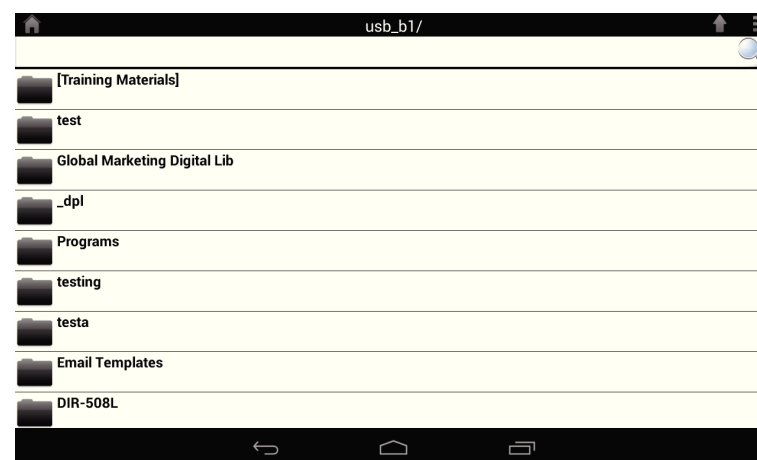 usb_b1/
[Training Materials]
test
Global Marketing Digital Lib
_dpl
Programs
testing
testa
Email Templates
DIR-508L